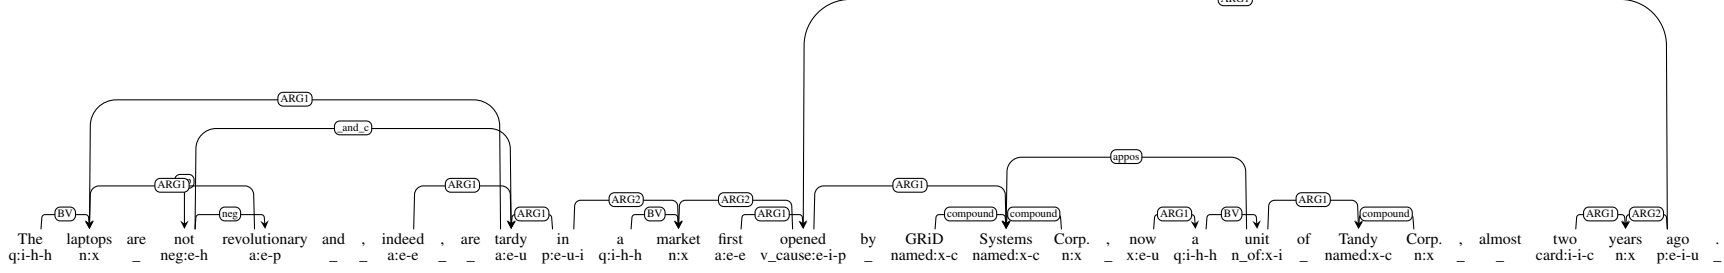 ARG1
ARG1
_and_c
appos
ARG1
ARG1
ARG1
ARG2
ARG2
ARG1
BV
neg
ARG1
BV
ARG1
compound
compound
ARG1
BV
compound
ARG1
ARG2
The laptops are not revolutionary and , indeed , are tardy in a market first opened by GRiD Systems Corp. , now a unit of Tandy Corp. , almost two years ago .
q:i-h-h n:x _ neg:e-h a:e-p _ _ a:e-e _ _ a:e-u p:e-u-i q:i-h-h n:x a:e-e v_cause:e-i-p _ named:x-c named:x-c n:x _ x:e-u q:i-h-h n_of:x-i _ named:x-c n:x _ _ card:i-i-c n:x p:e-i-u _